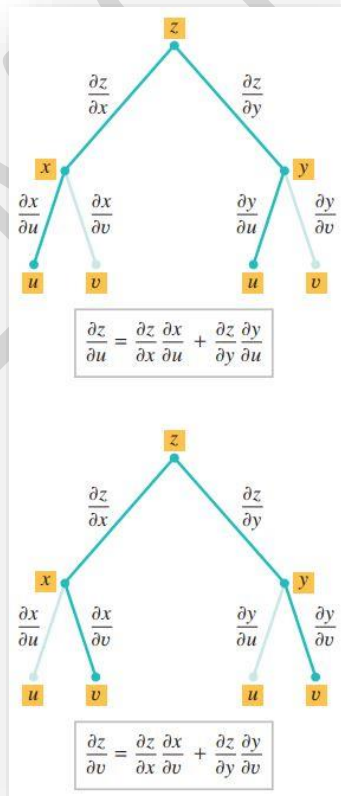 z
∂z/∂x ∂z/∂y
x y
∂x/∂u ∂x/∂v ∂y/∂u ∂y/∂v
u v u v
∂z/∂u = ∂z/∂x ∂x/∂u + ∂z/∂y ∂y/∂u
z
∂z/∂x ∂z/∂y
x y
∂x/∂u ∂x/∂v ∂y/∂u ∂y/∂v
u v u v
∂z/∂v = ∂z/∂x ∂x/∂v + ∂z/∂y ∂y/∂v